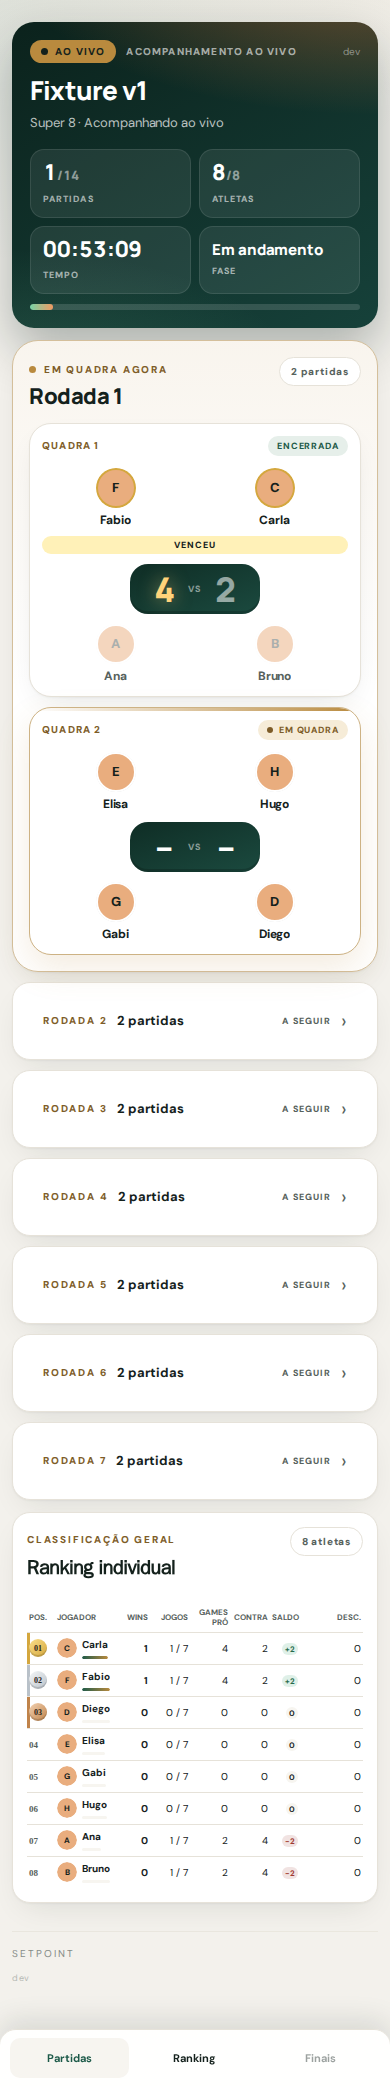 AO VIVO ACOMPANHAMENTO AO VIVO dev
Fixture v1
Super 8 · Acompanhando ao vivo
1/14 8/8
PARTIDAS ATLETAS
00:53:09 Em andamento
TEMPO FASE
EM QUADRA AGORA 2 partidas
Rodada 1
QUADRA 1 ENCERRADA
F C
Fabio Carla
VENCEU
4 VS 2
A B
Ana Bruno
QUADRA 2 EM QUADRA
E H
Elisa Hugo
– VS –
G D
Gabi Diego
RODADA 2 2 partidas A SEGUIR ›
RODADA 3 2 partidas A SEGUIR ›
RODADA 4 2 partidas A SEGUIR ›
RODADA 5 2 partidas A SEGUIR ›
RODADA 6 2 partidas A SEGUIR ›
RODADA 7 2 partidas A SEGUIR ›
CLASSIFICAÇÃO GERAL 8 atletas
Ranking individual
POS. JOGADOR WINS JOGOS GAMES PRÓ CONTRA SALDO DESC.
01 C Carla 1 1 / 7 4 2 +2 0
02 F Fabio 1 1 / 7 4 2 +2 0
03 D Diego 0 0 / 7 0 0 0 0
04 E Elisa 0 0 / 7 0 0 0 0
05 G Gabi 0 0 / 7 0 0 0 0
06 H Hugo 0 0 / 7 0 0 0 0
07 A Ana 0 1 / 7 2 4 -2 0
08 B Bruno 0 1 / 7 2 4 -2 0
SETPOINT
dev
Partidas Ranking Finais